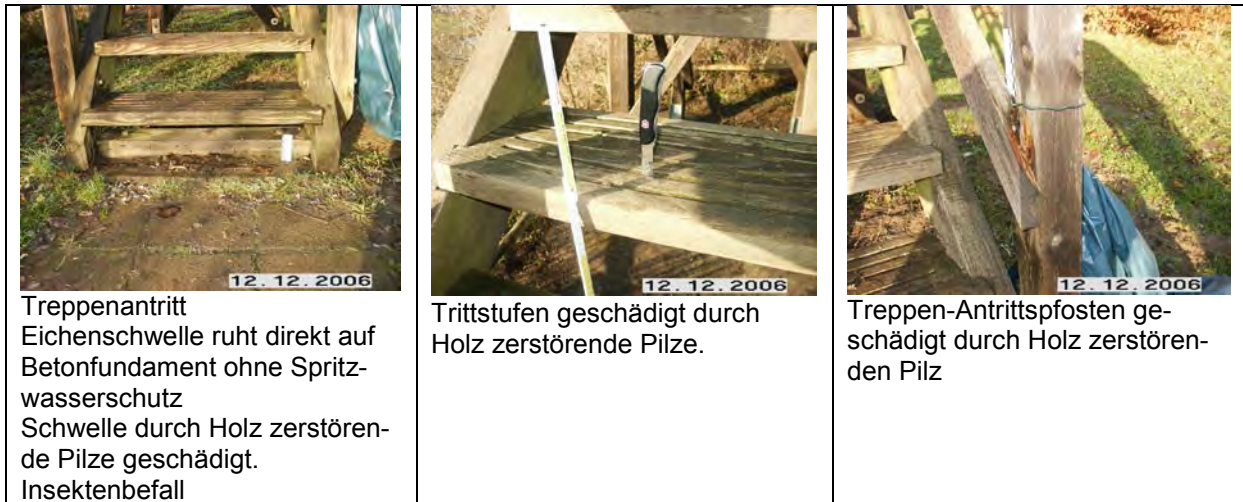 12.12.2006
Treppenantritt
Eichenschwelle ruht direkt auf
Betonfundament ohne Spritz-
wasserschutz
Schwelle durch Holz zerstören-
de Pilze geschädigt.
Insektenbefall
12.12.2006
Trittstufen geschädigt durch
Holz zerstörende Pilze.
12.12.2006
Treppen-Antrittspfosten ge-
schädigt durch Holz zerstören-
den Pilz